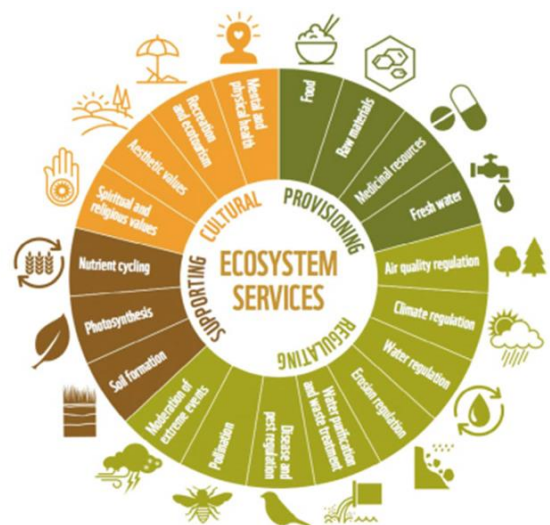 ECOSYSTEM
SERVICES
PROVISIONING
Food
Raw materials
Medicinal resources
Fresh water
REGULATING
Air quality regulation
Climate regulation
Water regulation
Erosion regulation
Water purification
and waste treatment
Disease and
pest regulation
Pollination
Moderation of
extreme events
SUPPORTING
Soil formation
Photosynthesis
Nutrient cycling
CULTURAL
Spiritual and
religious values
Aesthetic values
Recreation
and ecotourism
Mental and
physical health